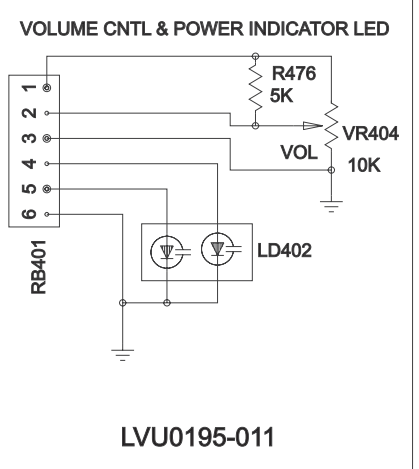 VOLUME CNTL & POWER INDICATOR LED
R476
5K
1
2
3
4
5
6
VR404
VOL
10K
LD402
RB401
LVU0195-011